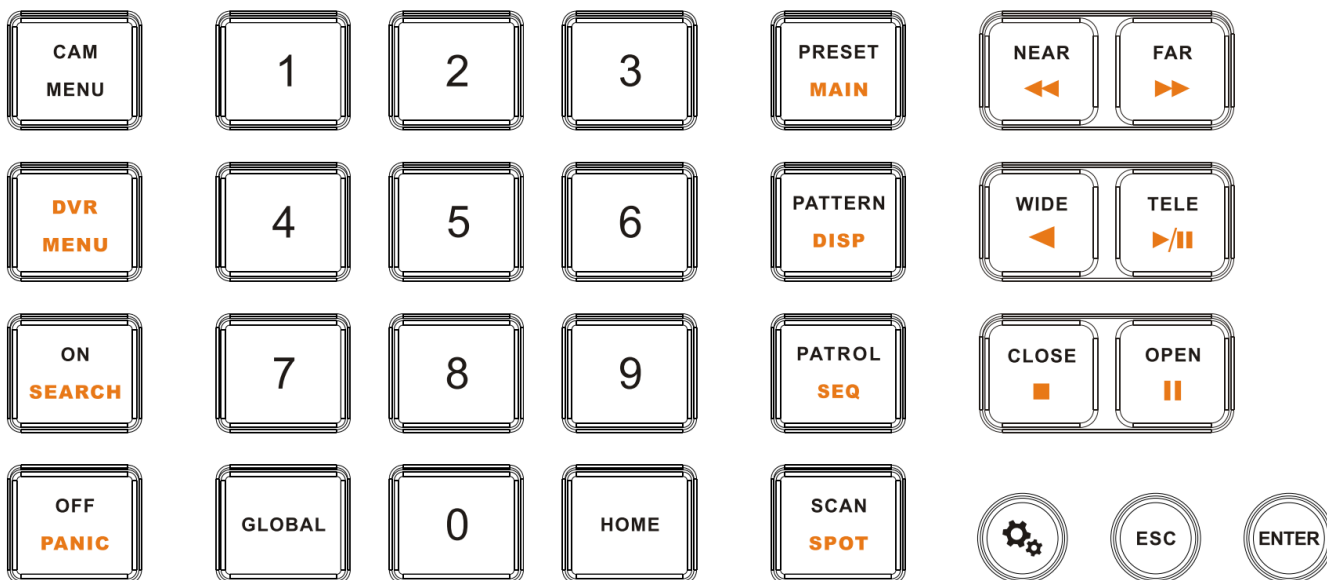 CAM
MENU
1
2
3
PRESET
MAIN
NEAR
FAR
DVR
MENU
4
5
6
PATTERN
DISP
WIDE
TELE
ON
SEARCH
7
8
9
PATROL
SEQ
CLOSE
OPEN
OFF
PANIC
GLOBAL
0
HOME
SCAN
SPOT
ESC
ENTER